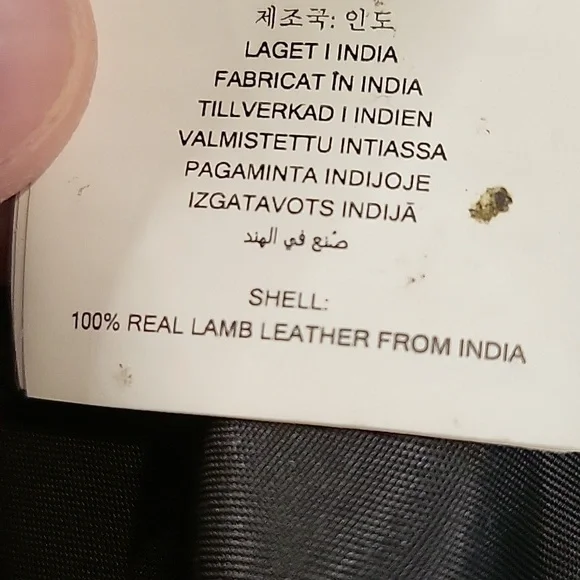 제조국: 인도
LAGET I INDIA
FABRICAT ÎN INDIA
TILLVERKAD I INDIEN
VALMISTETTU INTIASSA
PAGAMINTA INDIJOJE
IZGATAVOTS INDIJĀ
صُنع في الهند
SHELL:
100% REAL LAMB LEATHER FROM INDIA